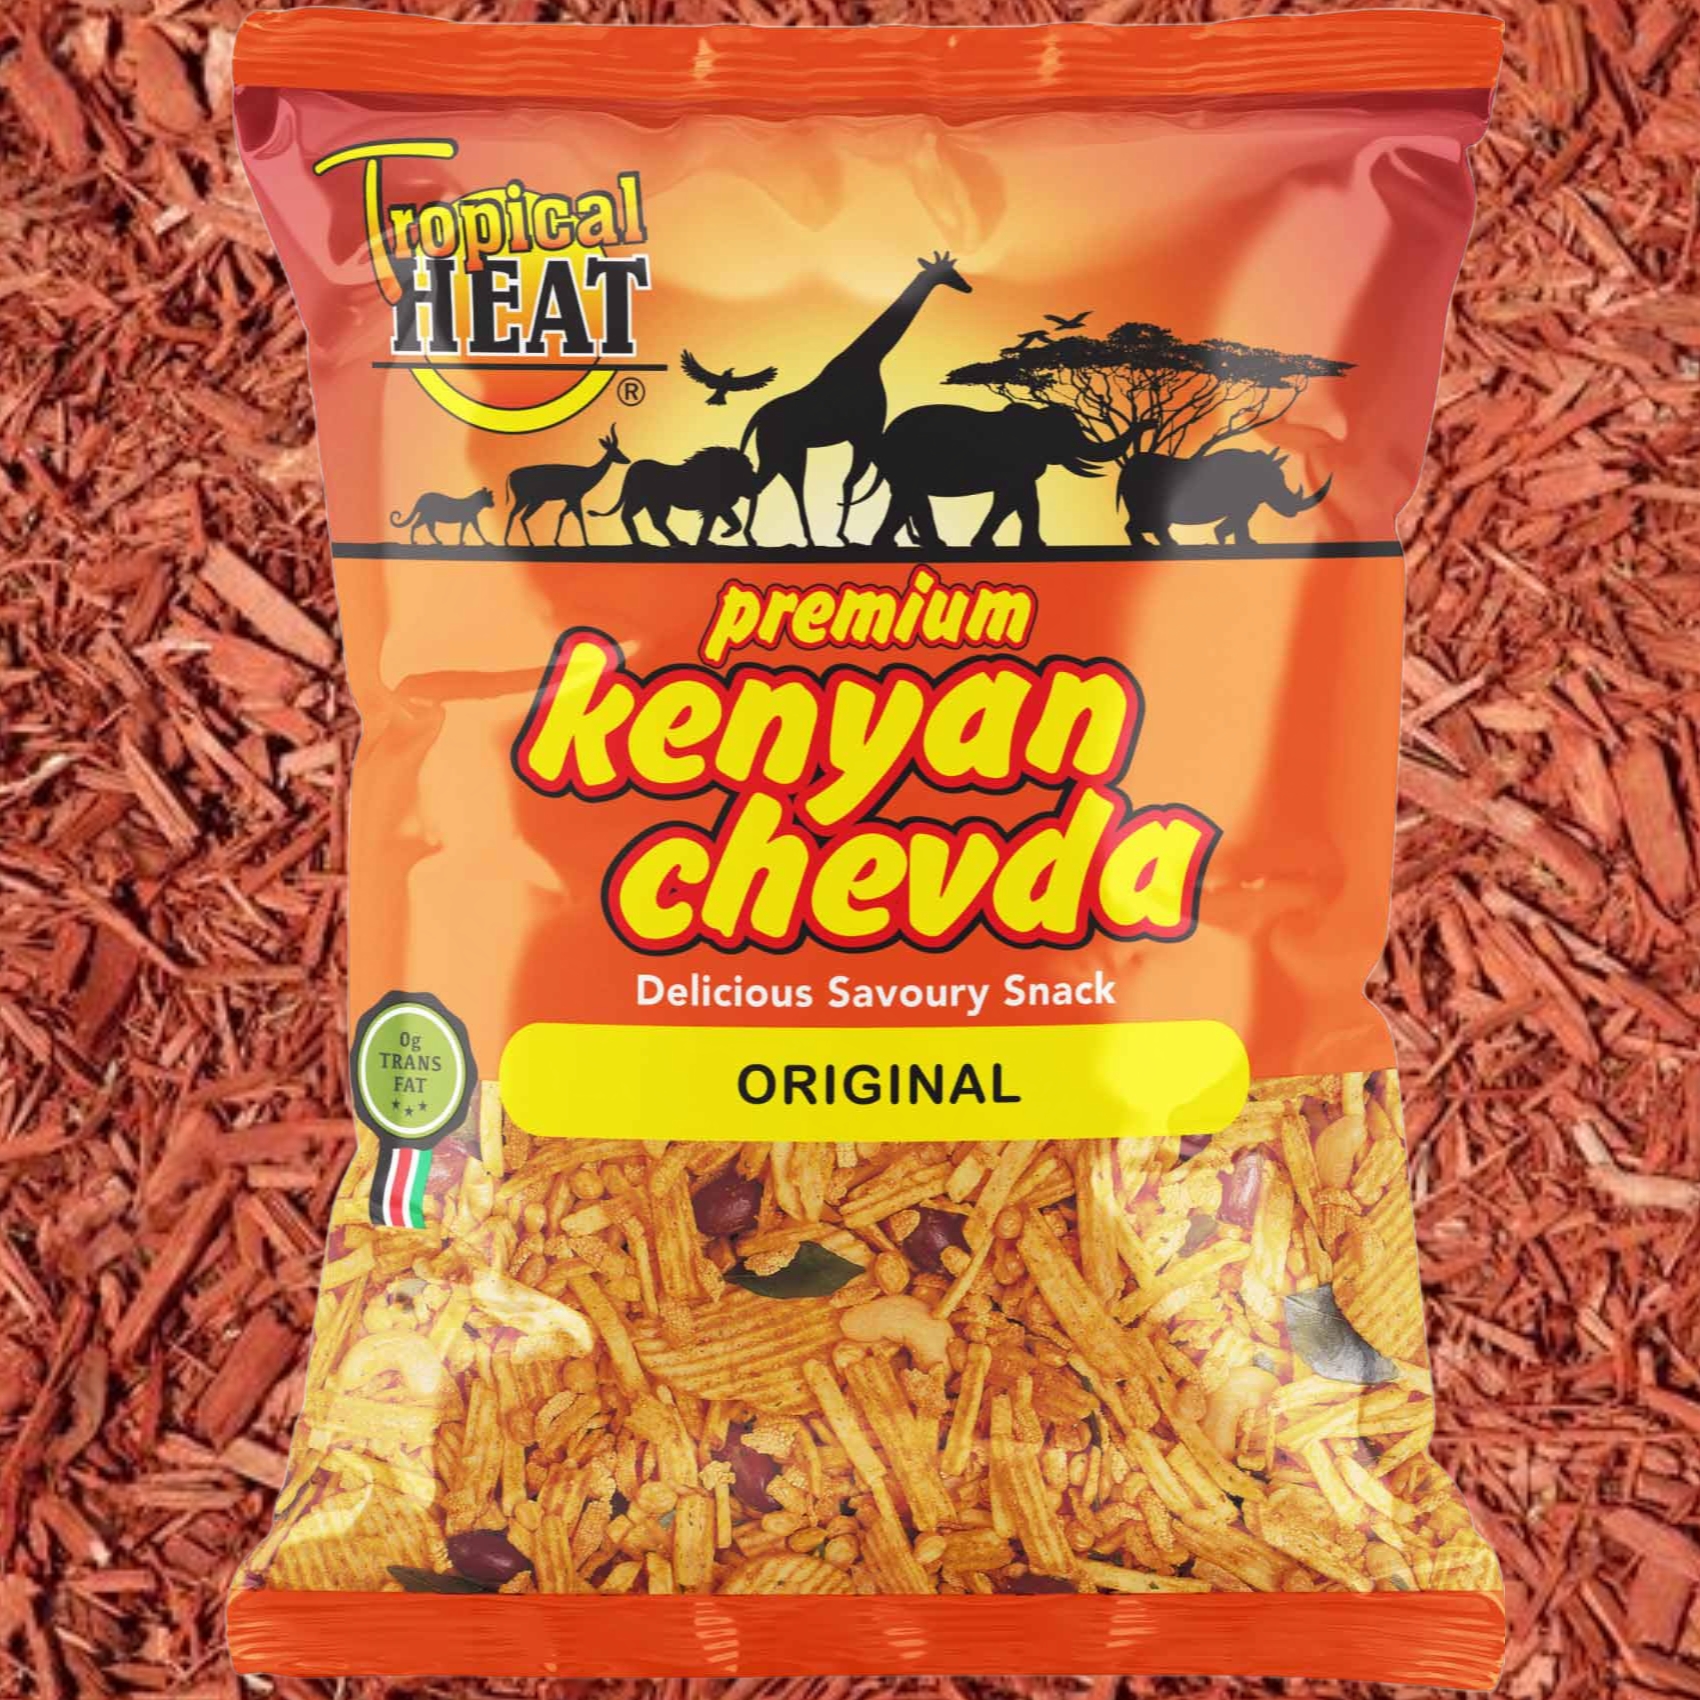 Tropical
HEAT
®
premium
kenyan
chevda
Delicious Savoury Snack
ORIGINAL
0g
TRANS
FAT